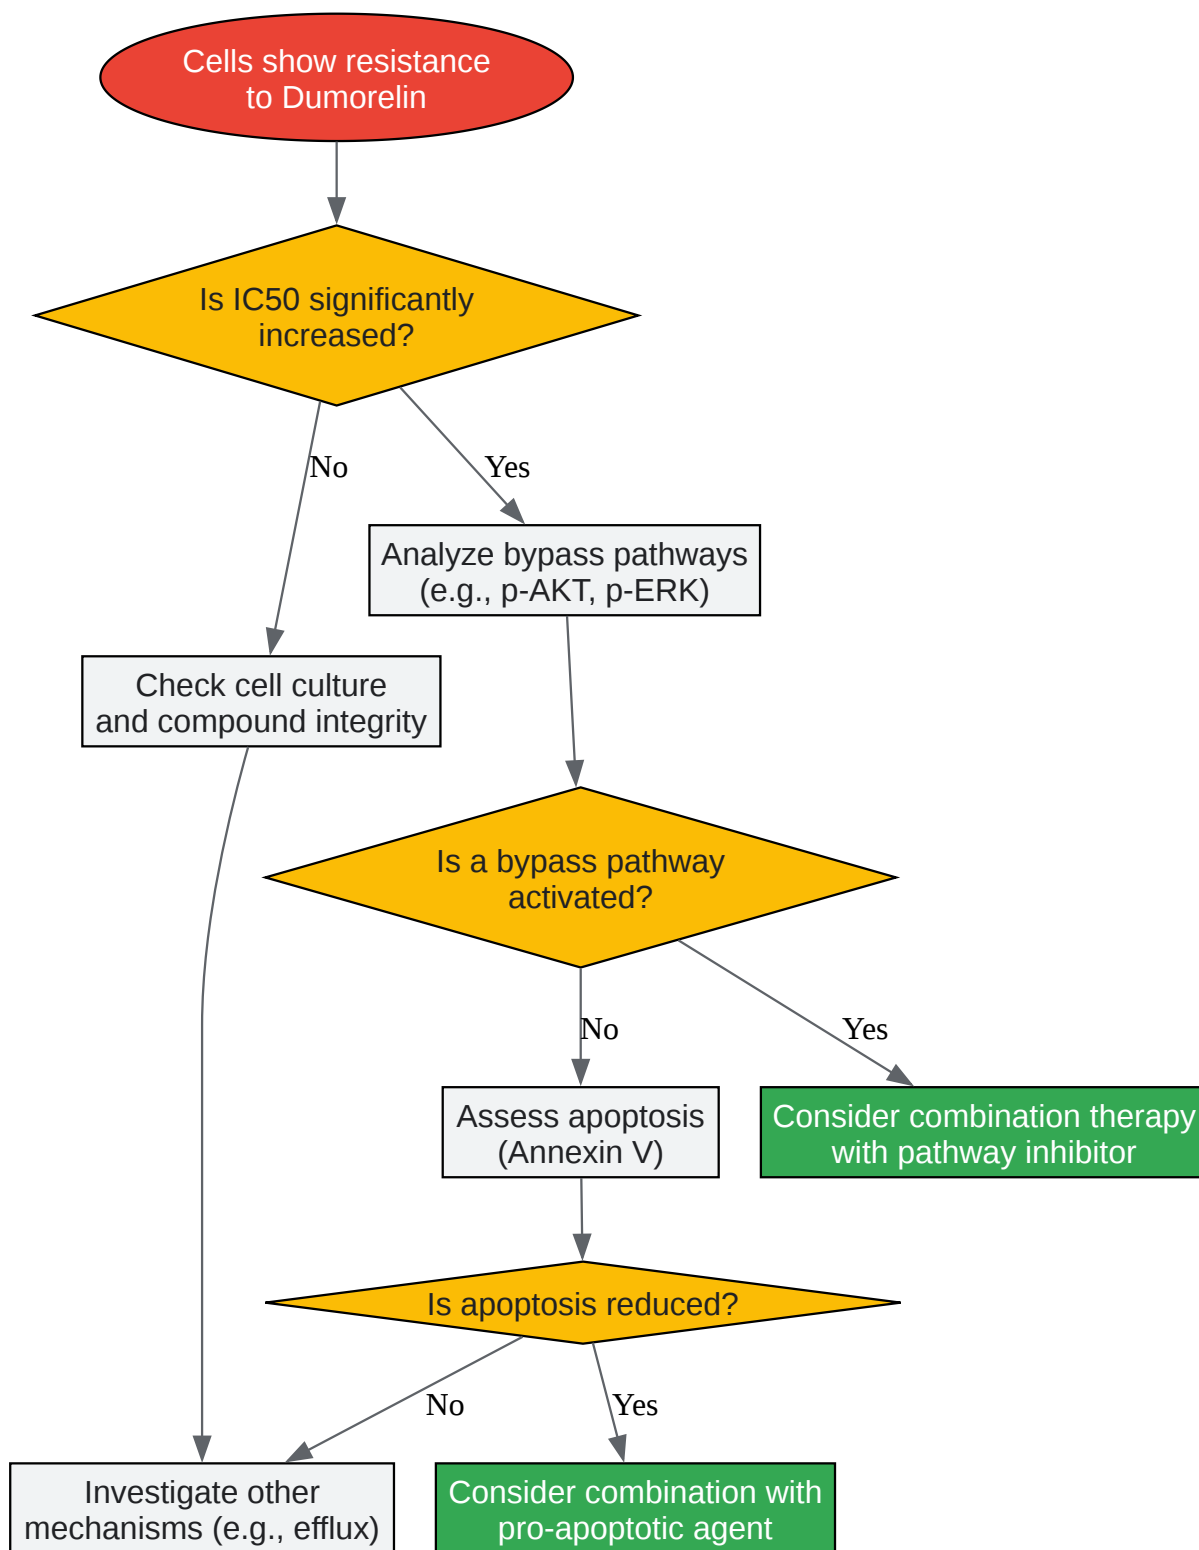 Cells show resistance
to Dumorelin
Is IC50 significantly
increased?
No
Yes
Analyze bypass pathways
(e.g., p-AKT, p-ERK)
Check cell culture
and compound integrity
Is a bypass pathway
activated?
No
Yes
Assess apoptosis
(Annexin V)
Consider combination therapy
with pathway inhibitor
Is apoptosis reduced?
No
Yes
Investigate other
mechanisms (e.g., efflux)
Consider combination with
pro-apoptotic agent